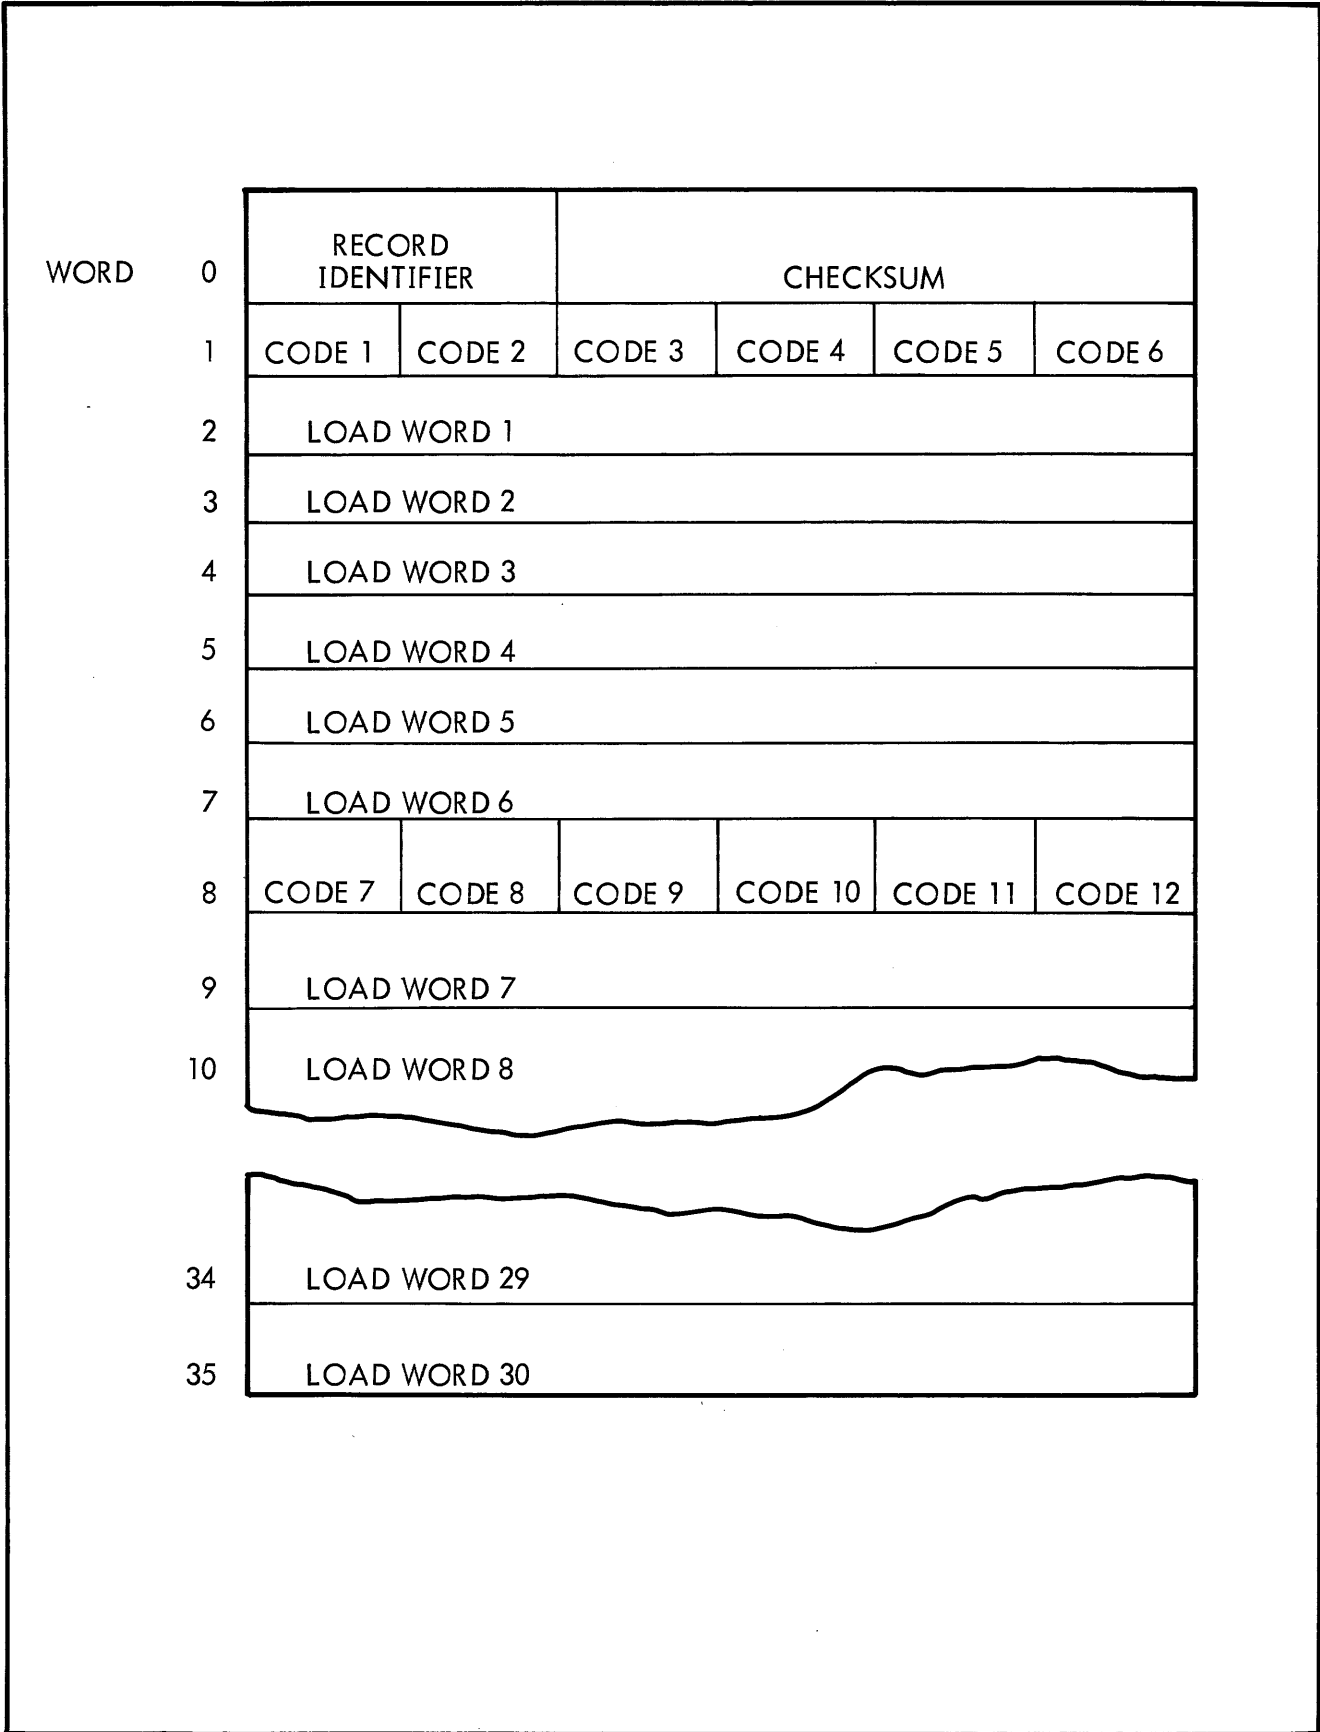 RECORD
WORD 0 IDENTIFIER CHECKSUM
1 CODE 1 CODE 2 CODE 3 CODE 4 CODE 5 CODE 6
2 LOAD WORD 1
3 LOAD WORD 2
4 LOAD WORD 3
5 LOAD WORD 4
6 LOAD WORD 5
7 LOAD WORD 6
8 CODE 7 CODE 8 CODE 9 CODE 10 CODE 11 CODE 12
9 LOAD WORD 7
10 LOAD WORD 8
34 LOAD WORD 29
35 LOAD WORD 30